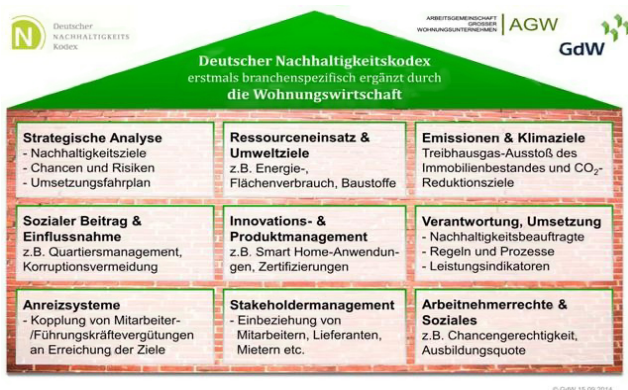 Deutscher
NACHHALTIGKEITS
Kodex
ARBEITSGEMEINSCHAFT
GROSSER
WOHNUNGSUNTERNEHMEN
AGW
GdW
Deutscher Nachhaltigkeitskodex
erstmals branchenspezifisch ergänzt durch
die Wohnungswirtschaft
Strategische Analyse
- Nachhaltigkeitsziele
- Chancen und Risiken
- Umsetzungsfahrplan
Ressourceneinsatz &
Umweltziele
z.B. Energie-,
Flächenverbrauch, Baustoffe
Emissionen & Klimaziele
Treibhausgas-Ausstoß des
Immobilienbestandes und CO₂-
Reduktionsziele
Sozialer Beitrag &
Einflussnahme
z.B. Quartiersmanagement,
Korruptionsvermeidung
Innovations- &
Produktmanagement
z.B. Smart Home-Anwendun-
gen, Zertifizierungen
Verantwortung, Umsetzung
- Nachhaltigkeitsbeauftragte
- Regeln und Prozesse
- Leistungsindikatoren
Anreizsysteme
- Kopplung von Mitarbeiter-
/Führungskräftevergütungen
an Erreichung der Ziele
Stakeholdermanagement
- Einbeziehung von
Mitarbeitern, Lieferanten,
Mietern etc.
Arbeitnehmerrechte &
Soziales
z.B. Chancengerechtigkeit,
Ausbildungsquote
© GdW 15.09.2014